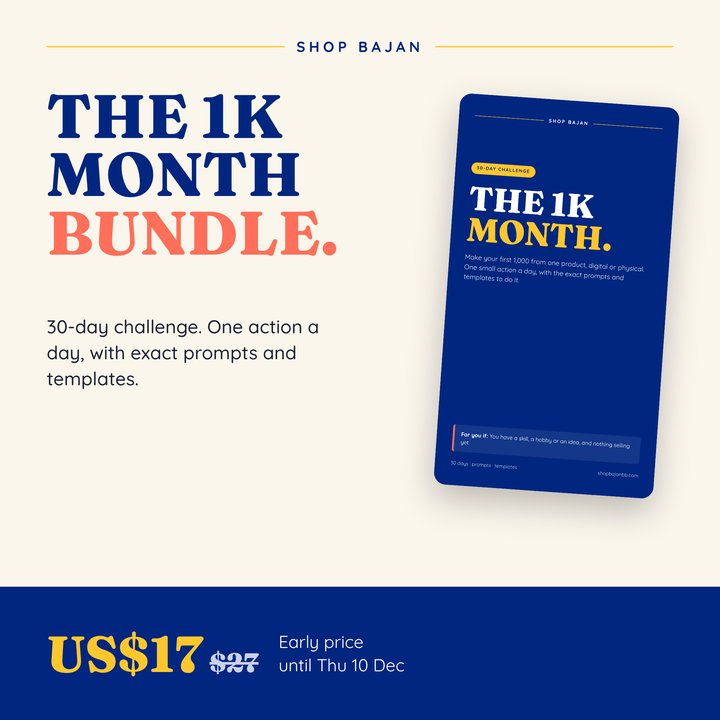 SHOP BAJAN
THE 1K
MONTH
BUNDLE.
30-day challenge. One action a
day, with exact prompts and
templates.
SHOP BAJAN
30-DAY CHALLENGE
THE 1K
MONTH.
Make your first 1,000 from one product, digital or physical.
One small action a day, with the exact prompts and
templates to do it.
For you if: You have a skill, a hobby or an idea, and nothing selling
yet.
30 days · prompts · templates
shopbajanbb.com
US$17 $27
Early price
until Thu 10 Dec